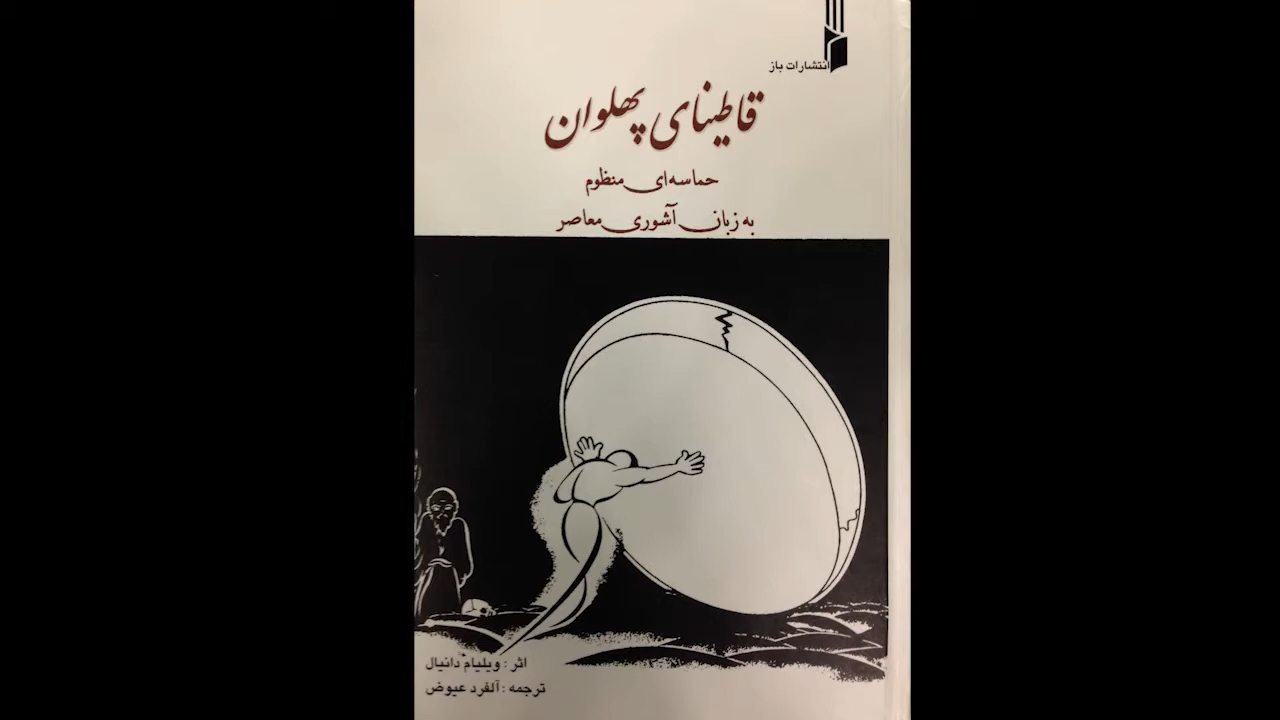 انتشارات باز
قاطینای پهلوان
حماسه‌ای منظوم
به زبان آشوری معاصر
اثر : ویلیام دانیال
ترجمه : آلفرد عیوض